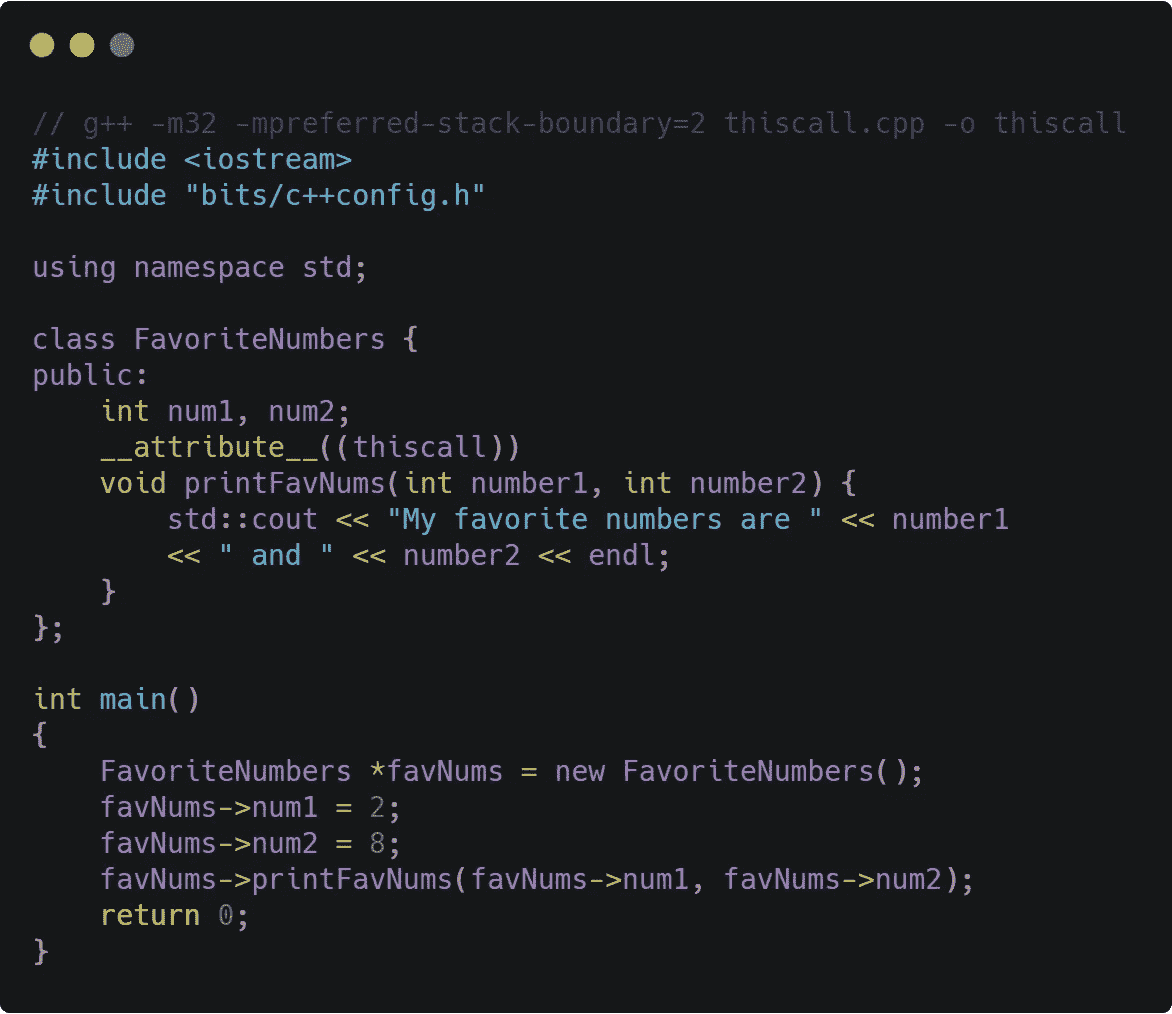 // g++ -m32 -mpreferred-stack-boundary=2 thiscall.cpp -o thiscall
#include <iostream>
#include "bits/c++config.h"

using namespace std;

class FavoriteNumbers {
public:
    int num1, num2;
    __attribute__((thiscall))
    void printFavNums(int number1, int number2) {
        std::cout << "My favorite numbers are " << number1
        << " and " << number2 << endl;
    }
};

int main()
{
    FavoriteNumbers *favNums = new FavoriteNumbers();
    favNums->num1 = 2;
    favNums->num2 = 8;
    favNums->printFavNums(favNums->num1, favNums->num2);
    return 0;
}